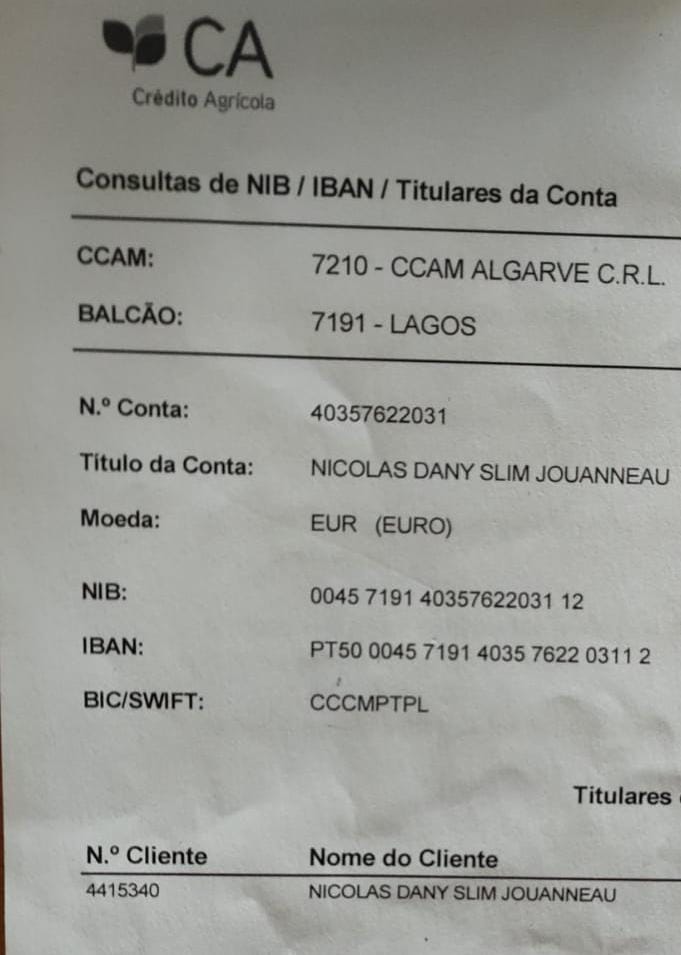 CA
Crédito Agrícola
Consultas de NIB / IBAN / Titulares da Conta
CCAM: 7210 - CCAM ALGARVE C.R.L.
BALCÃO: 7191 - LAGOS
N.º Conta: 40357622031
Título da Conta: NICOLAS DANY SLIM JOUANNEAU
Moeda: EUR (EURO)
NIB: 0045 7191 40357622031 12
IBAN: PT50 0045 7191 4035 7622 0311 2
BIC/SWIFT: CCCMPTPL
Titulares
N.º Cliente Nome do Cliente
4415340 NICOLAS DANY SLIM JOUANNEAU